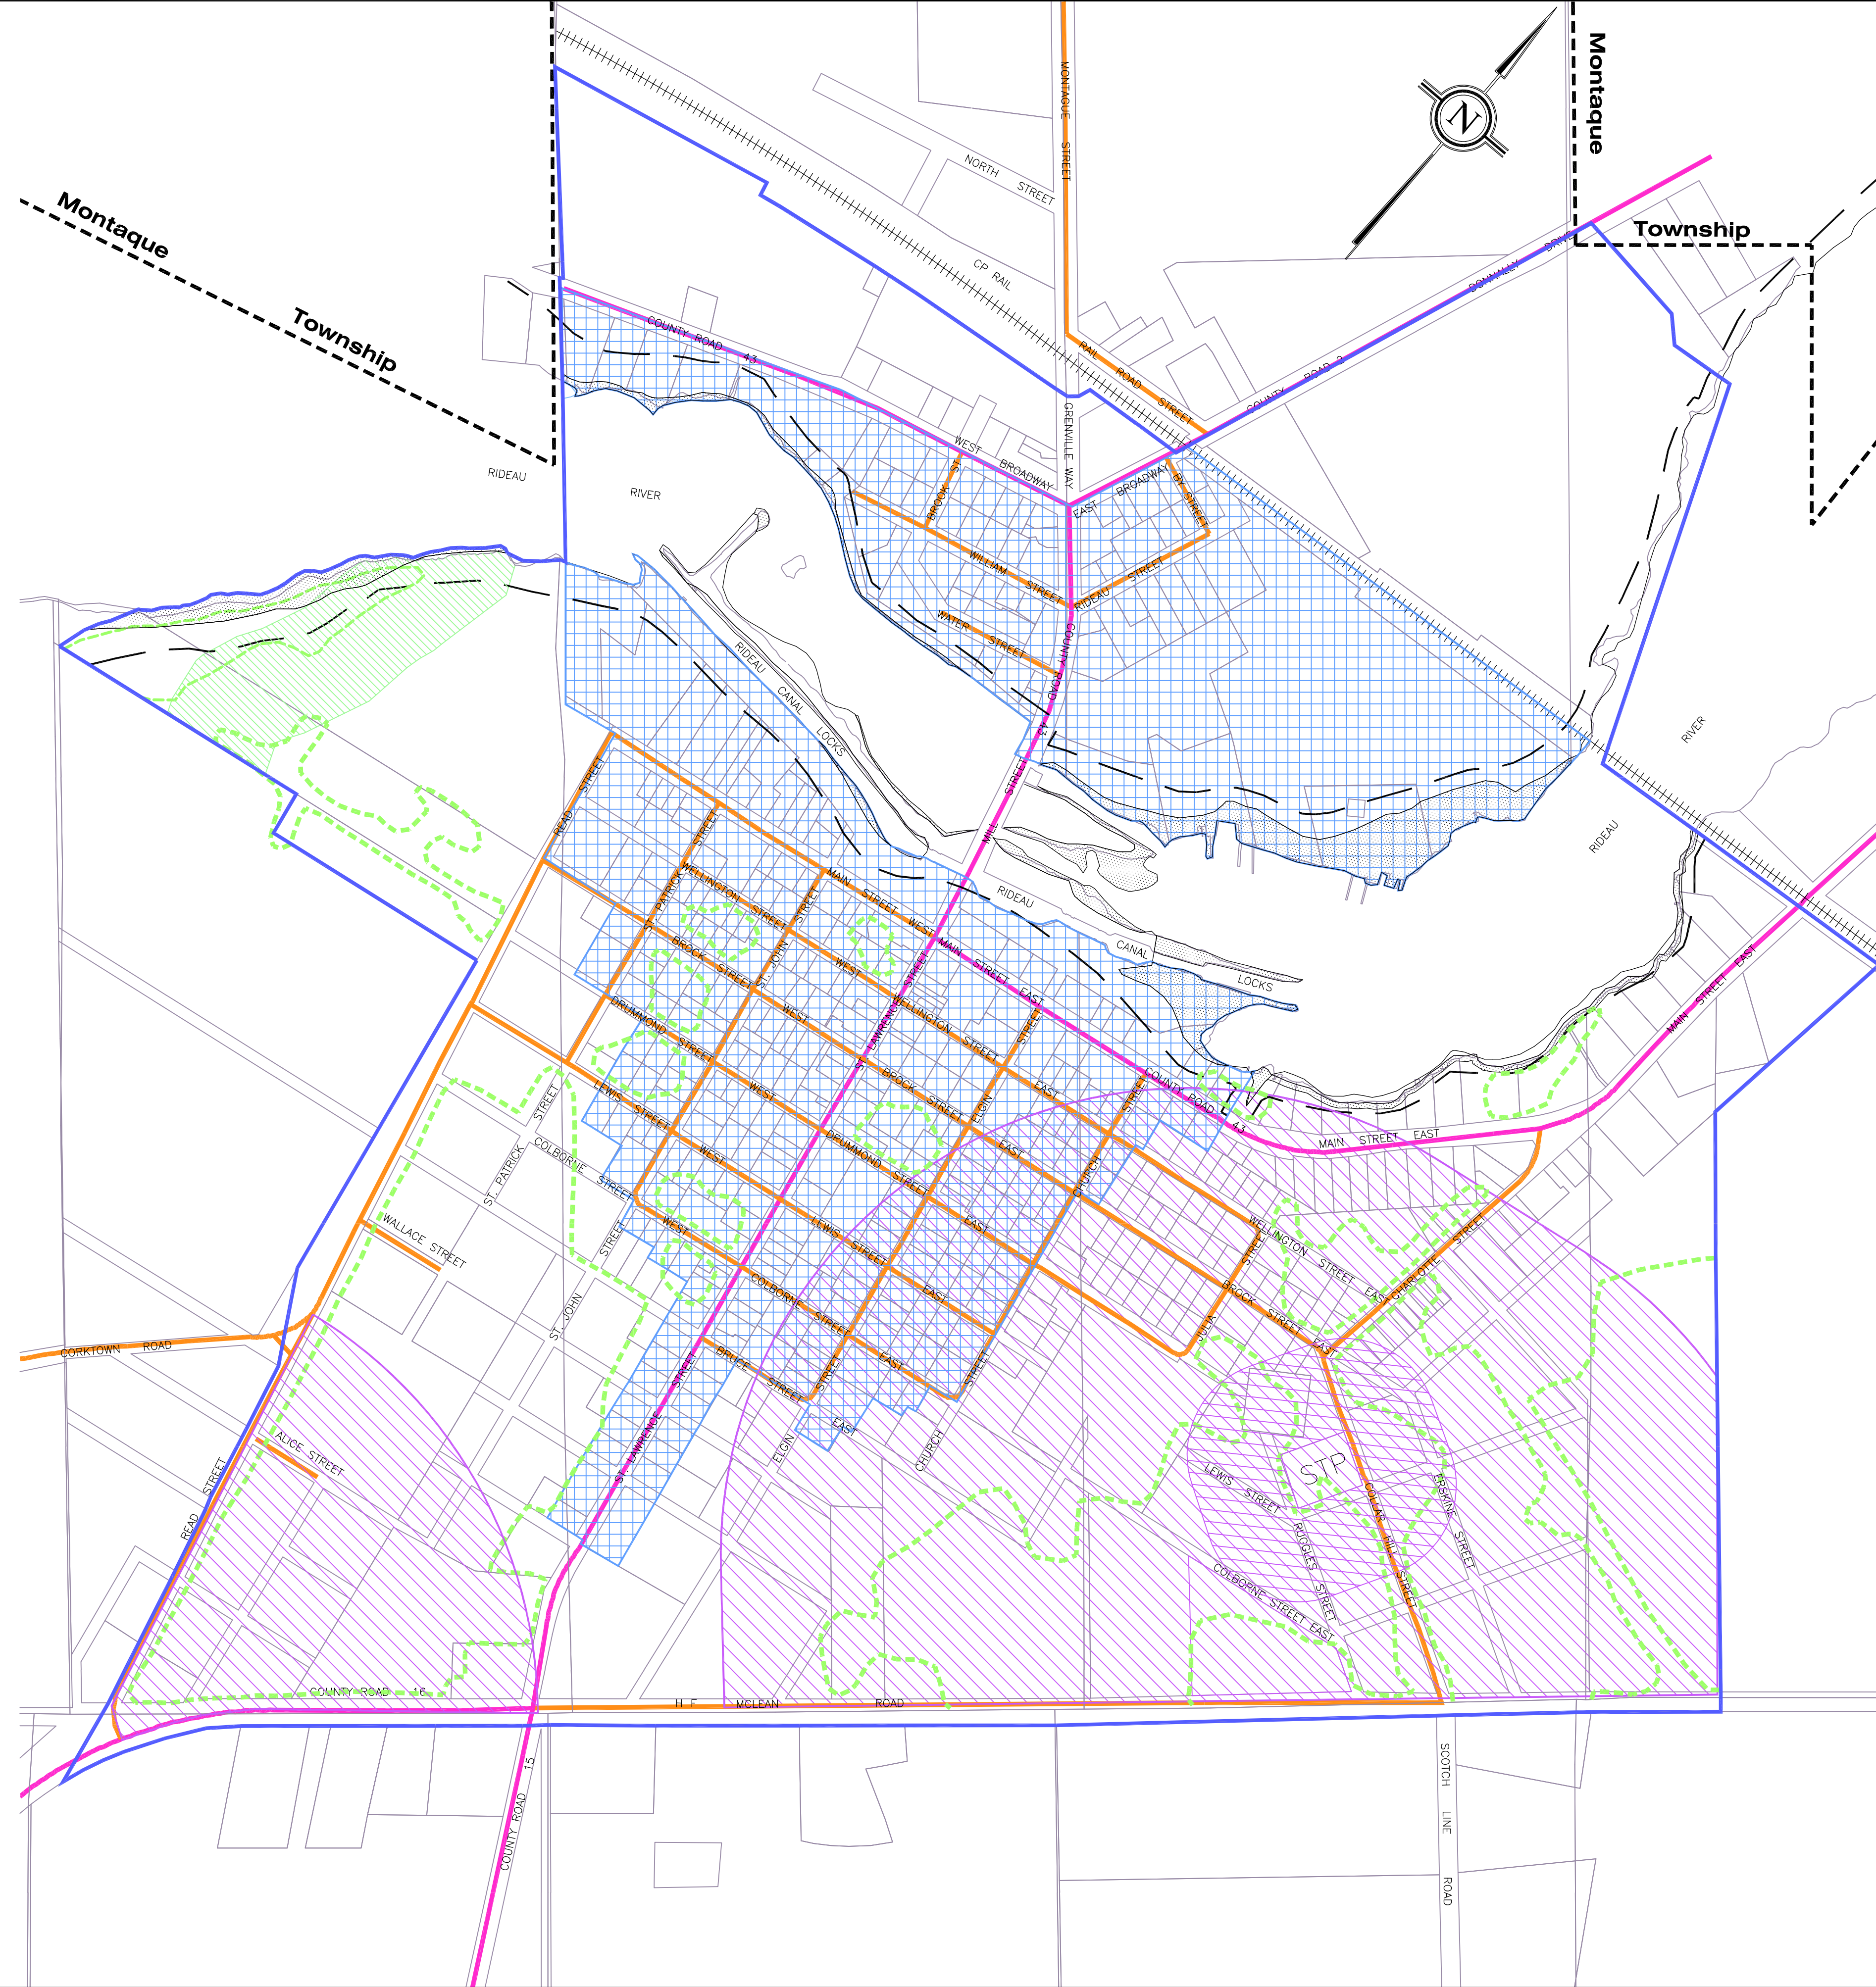 Montaque
MONTAGUE STREET
N
NORTH STREET
Montaque
Township
CP RAIL
DONNALLY DRIVE
Township
COUNTY ROAD 43
RAIL ROAD STREET
COUNTY ROAD 2
GRENVILLE WAY
WEST BROADWAY
RIDEAU RIVER
BROOK ST
EAST BROADWAY
BY STREET
WILLIAM STREET
RIDEAU STREET
WATER STREET
COUNTY ROAD 43
RIDEAU CANAL LOCKS
RIDEAU RIVER
READ STREET
MILL STREET
ST. PATRICK STREET
WELLINGTON STREET WEST
ST. JOHN STREET
MAIN STREET WEST
RIDEAU CANAL LOCKS
BROCK STREET WEST
MAIN STREET EAST
MAIN STREET EAST
DRUMMOND STREET WEST
ST. LAWRENCE STREET
WELLINGTON STREET EAST
LEWIS STREET WEST
BROCK STREET EAST
ELGIN STREET
COUNTY ROAD 43
MAIN STREET EAST
STREET
ST. PATRICK
COLBORNE STREET WEST
DRUMMOND STREET EAST
CHURCH STREET
WALLACE STREET
STREET
ST. JOHN
LEWIS STREET EAST
WELLINGTON STREET EAST
CHARLOTTE STREET
COLBORNE STREET EAST
BROCK STREET EAST
JULIA STREET
CORKTOWN ROAD
BRUCE STREET EAST
STREET
STREET
ST. LAWRENCE STREET
ELGIN
CHURCH
ALICE STREET
READ STREET
STP
LEWIS STREET
COLLAR HILL STREET
ERSKINE STREET
RUGGLES STREET
COLBORNE STREET EAST
COUNTY ROAD 16
H F MCLEAN ROAD
COUNTY ROAD 15
SCOTCH LINE ROAD